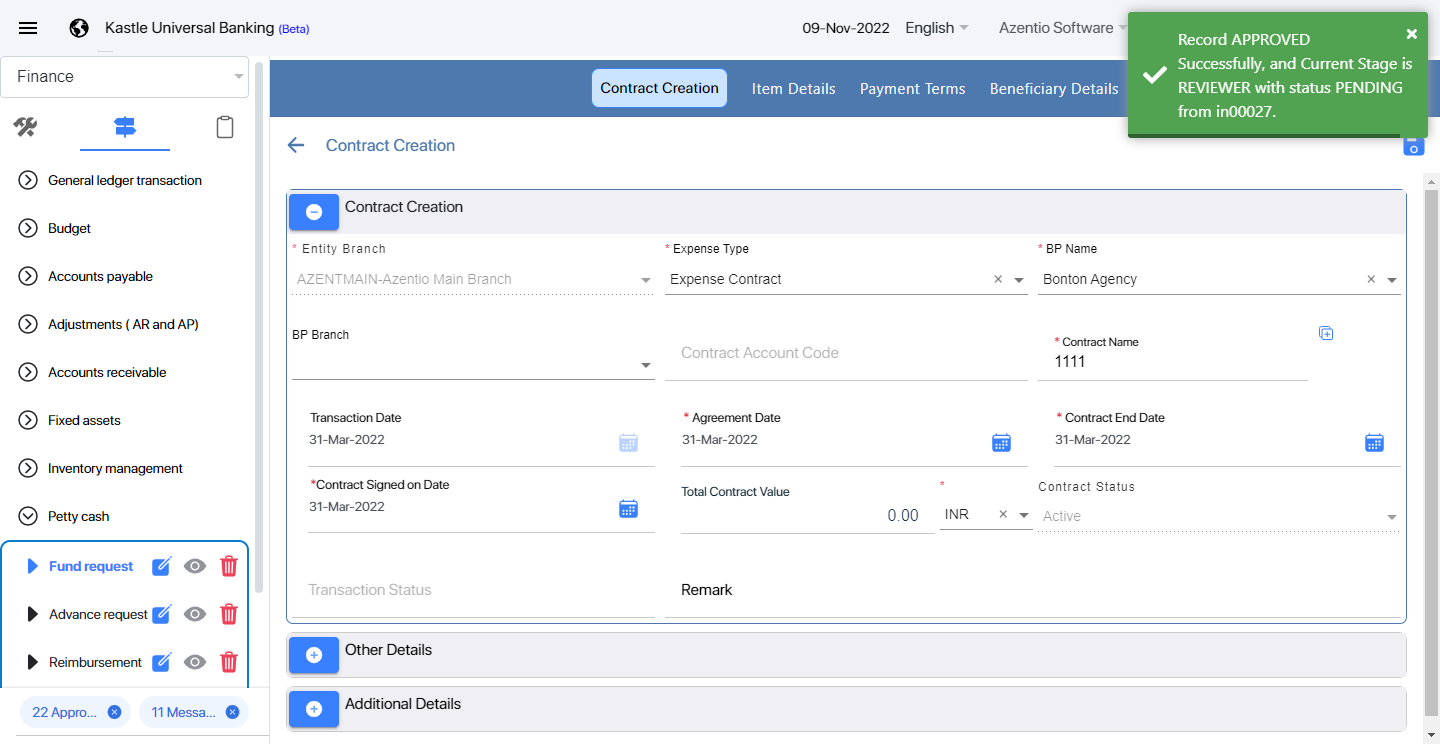 Kastle Universal Banking (Beta)
09-Nov-2022
English
Azentio Software
Record APPROVED
Successfully, and Current Stage is
REVIEWER with status PENDING
from in00027.
Finance
Contract Creation
Item Details
Payment Terms
Beneficiary Details
General ledger transaction
Budget
Accounts payable
Adjustments ( AR and AP)
Accounts receivable
Fixed assets
Inventory management
Petty cash
Fund request
Advance request
Reimbursement
22 Appro...
11 Messa...
Contract Creation
Contract Creation
* Entity Branch
AZENTMAIN-Azentio Main Branch
* Expense Type
Expense Contract
* BP Name
Bonton Agency
BP Branch
Contract Account Code
* Contract Name
1111
Transaction Date
31-Mar-2022
* Agreement Date
31-Mar-2022
* Contract End Date
31-Mar-2022
*Contract Signed on Date
31-Mar-2022
Total Contract Value
0.00
*
INR
Contract Status
Active
Transaction Status
Remark
Other Details
Additional Details